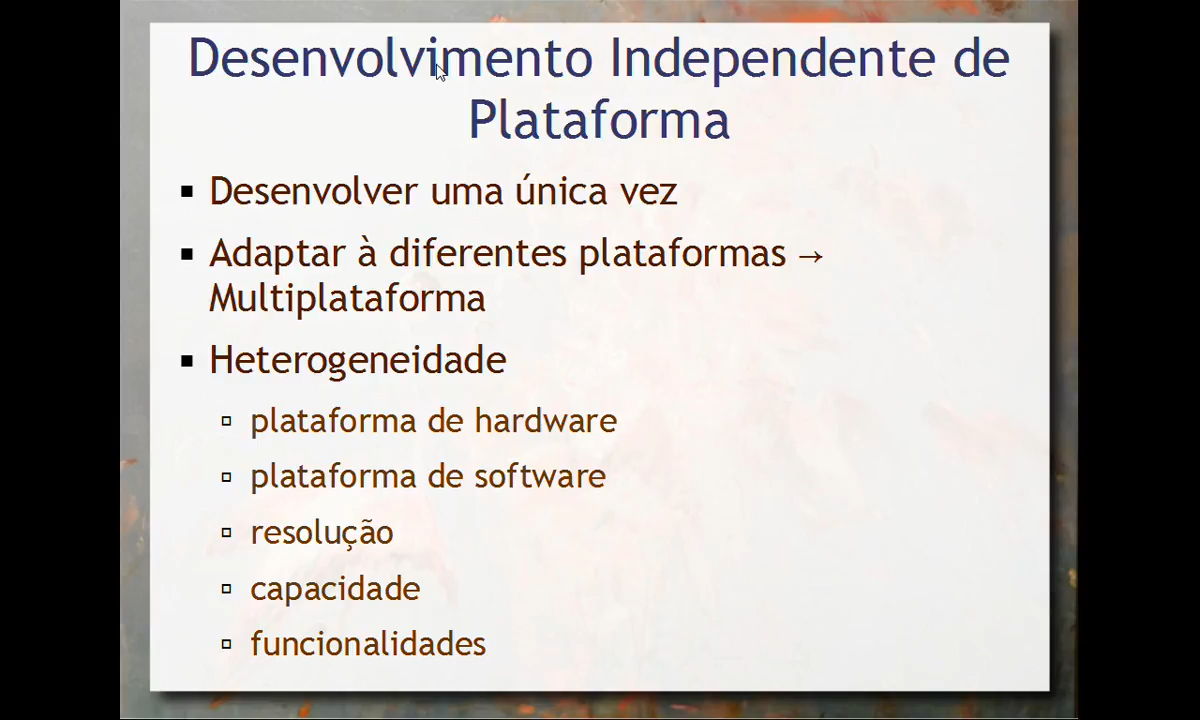 Desenvolvimento Independente de
Plataforma
▪ Desenvolver uma única vez
▪ Adaptar à diferentes plataformas →
Multiplataforma
▪ Heterogeneidade
▫ plataforma de hardware
▫ plataforma de software
▫ resolução
▫ capacidade
▫ funcionalidades